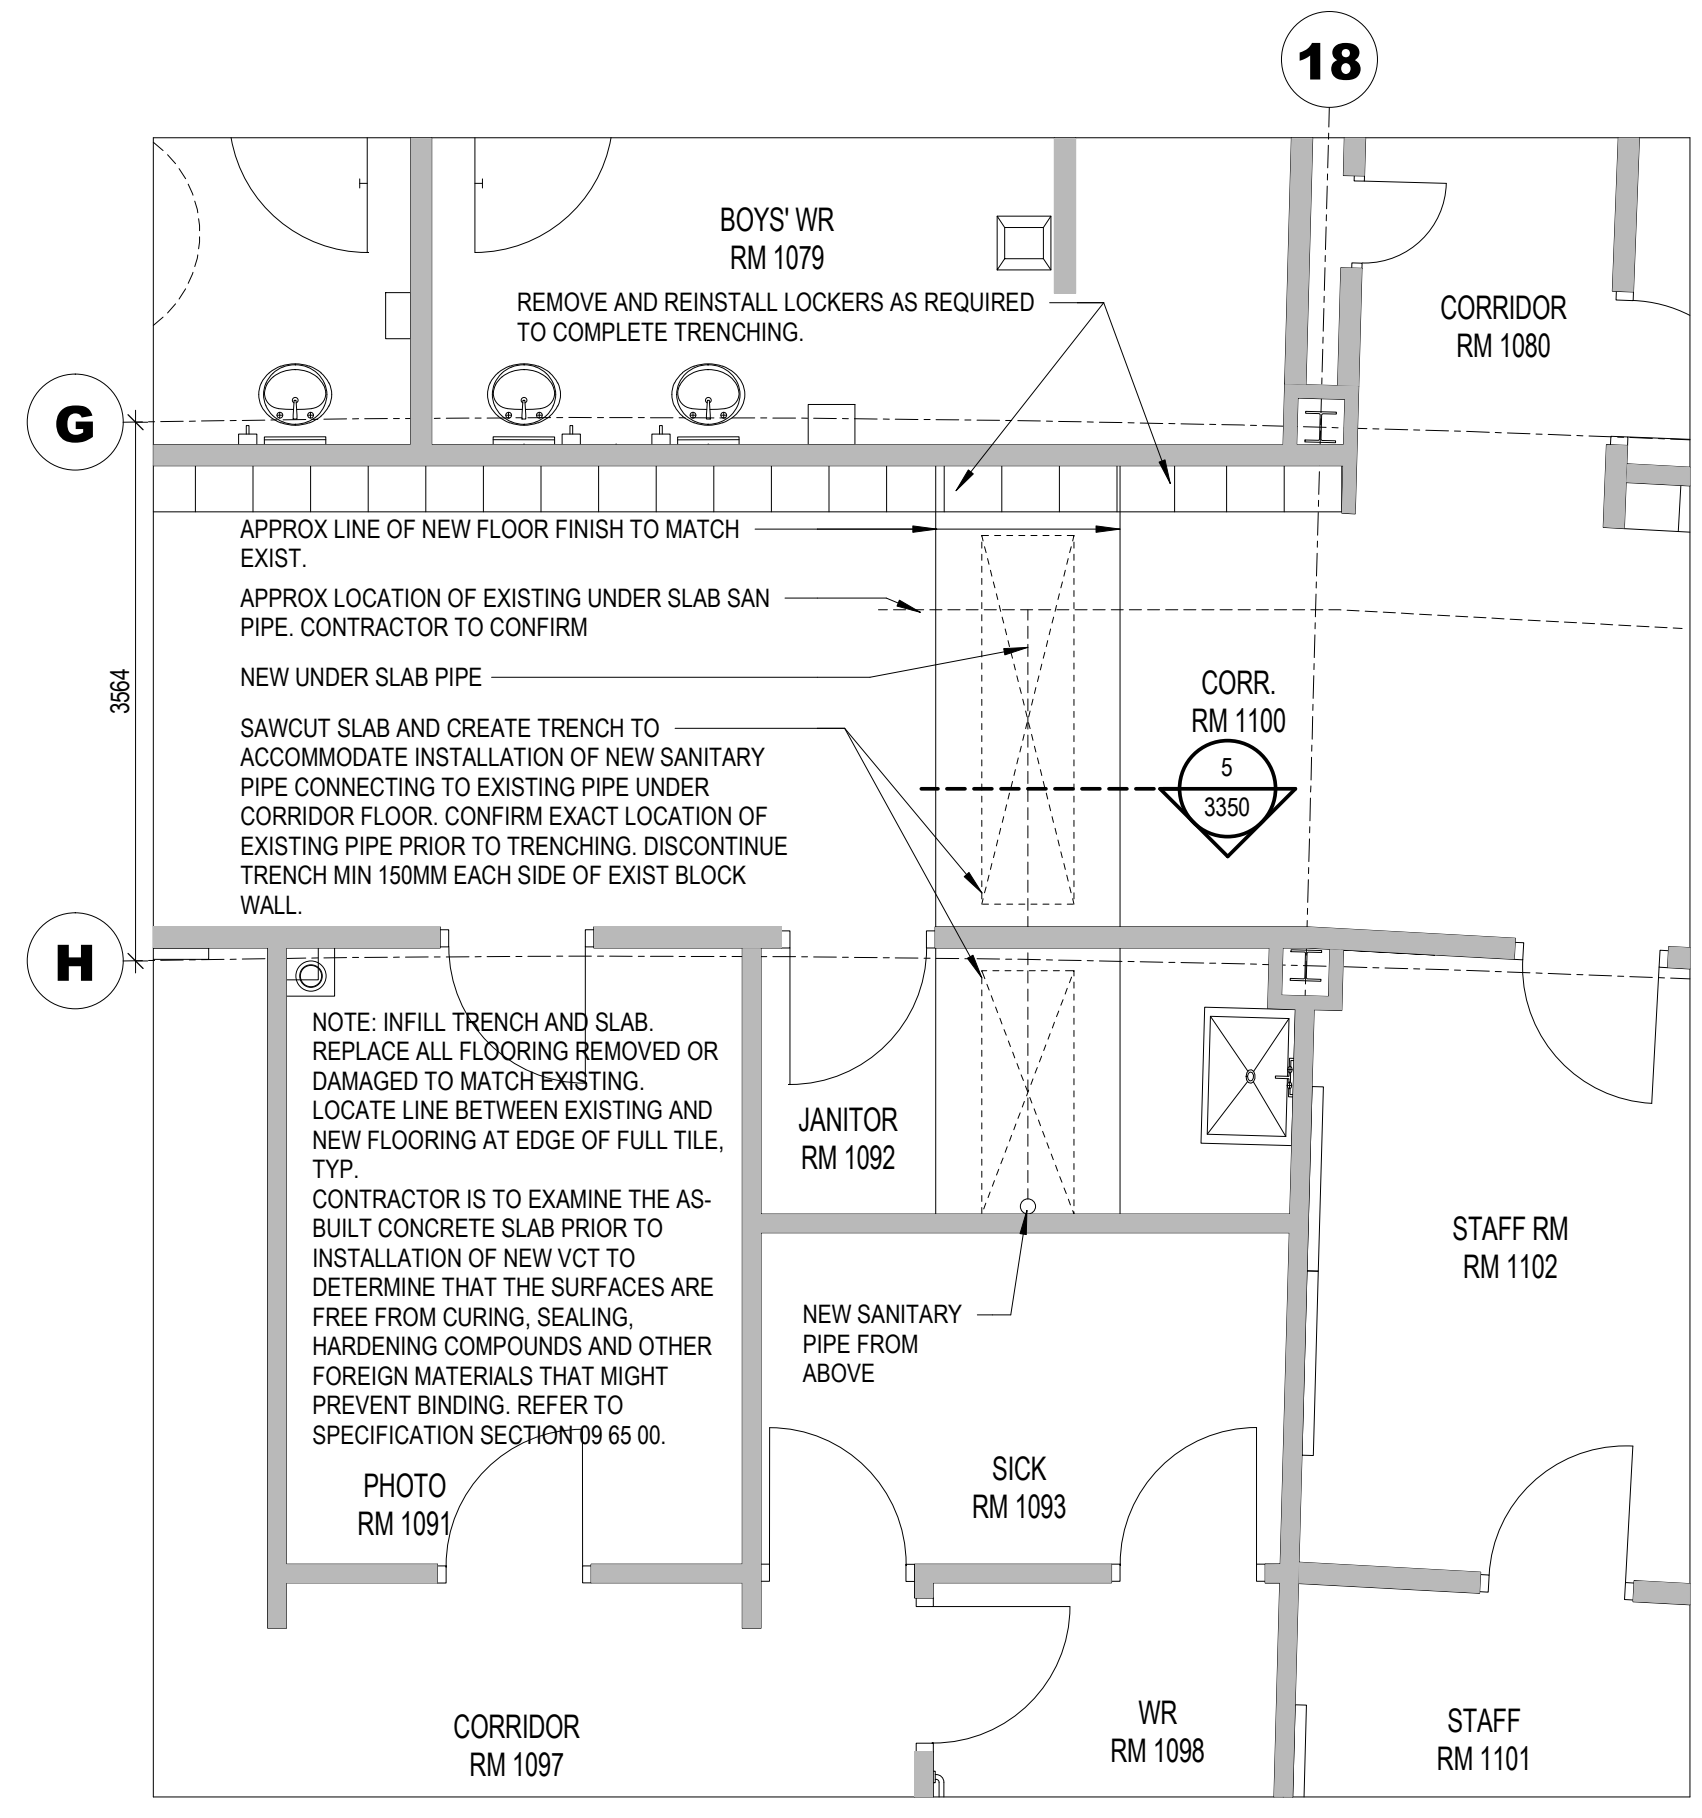 18
BOYS' WR
RM 1079
REMOVE AND REINSTALL LOCKERS AS REQUIRED
TO COMPLETE TRENCHING.
CORRIDOR
RM 1080
G
APPROX LINE OF NEW FLOOR FINISH TO MATCH
EXIST.
APPROX LOCATION OF EXISTING UNDER SLAB SAN
PIPE. CONTRACTOR TO CONFIRM
NEW UNDER SLAB PIPE
3564
CORR.
RM 1100
5
3350
SAWCUT SLAB AND CREATE TRENCH TO
ACCOMMODATE INSTALLATION OF NEW SANITARY
PIPE CONNECTING TO EXISTING PIPE UNDER
CORRIDOR FLOOR. CONFIRM EXACT LOCATION OF
EXISTING PIPE PRIOR TO TRENCHING. DISCONTINUE
TRENCH MIN 150MM EACH SIDE OF EXIST BLOCK
WALL.
H
NOTE: INFILL TRENCH AND SLAB.
REPLACE ALL FLOORING REMOVED OR
DAMAGED TO MATCH EXISTING.
LOCATE LINE BETWEEN EXISTING AND
NEW FLOORING AT EDGE OF FULL TILE,
TYP.
CONTRACTOR IS TO EXAMINE THE AS-
BUILT CONCRETE SLAB PRIOR TO
INSTALLATION OF NEW VCT TO
DETERMINE THAT THE SURFACES ARE
FREE FROM CURING, SEALING,
HARDENING COMPOUNDS AND OTHER
FOREIGN MATERIALS THAT MIGHT
PREVENT BINDING. REFER TO
SPECIFICATION SECTION 09 65 00.
JANITOR
RM 1092
STAFF RM
RM 1102
NEW SANITARY
PIPE FROM
ABOVE
PHOTO
RM 1091
SICK
RM 1093
CORRIDOR
RM 1097
WR
RM 1098
STAFF
RM 1101